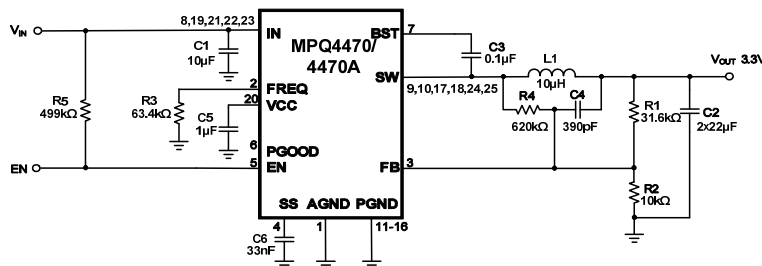 8,19,21,22,23
7
VIN
IN
BST
MPQ4470/
4470A
C1
10µF
C3
0.1µF
L1
10µH
VOUT 3.3V
SW
9,10,17,18,24,25
2
FREQ
20
VCC
R5
499kΩ
R3
63.4kΩ
C5
1µF
R4
620kΩ
C4
390pF
R1
31.6kΩ
C2
2x22µF
6
PGOOD
EN
5
EN
FB
3
R2
10kΩ
SS
AGND
PGND
4
1
11-16
C6
33nF